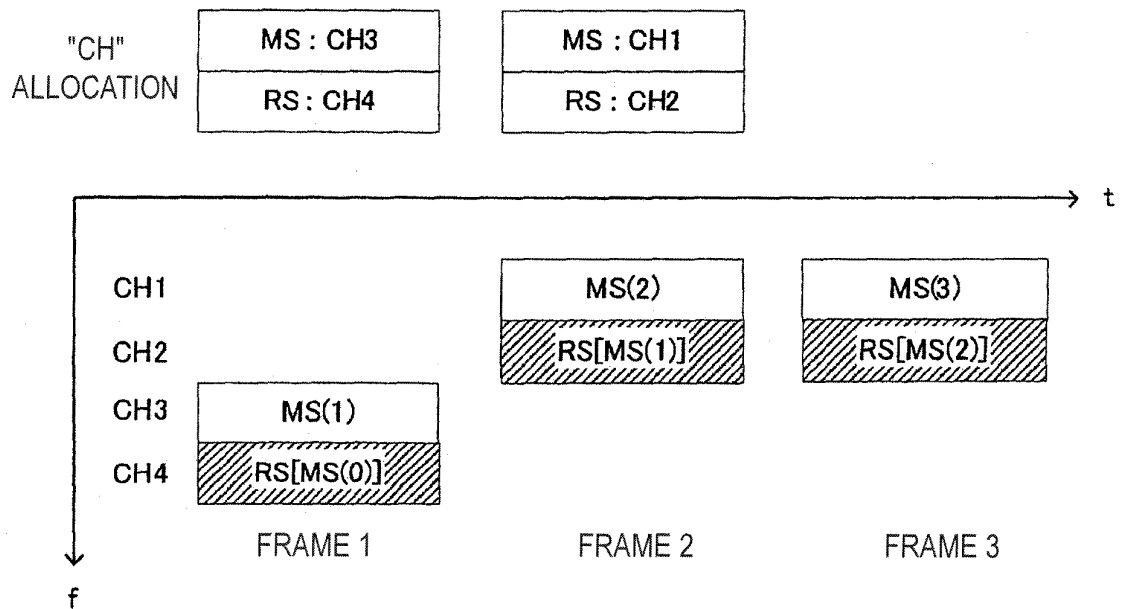 "CH"
ALLOCATION
MS : CH3
MS : CH1
RS : CH4
RS : CH2
t
CH1
MS(2)
MS(3)
CH2
RS[MS(1)]
RS[MS(2)]
CH3
MS(1)
CH4
RS[MS(0)]
FRAME 1
FRAME 2
FRAME 3
f